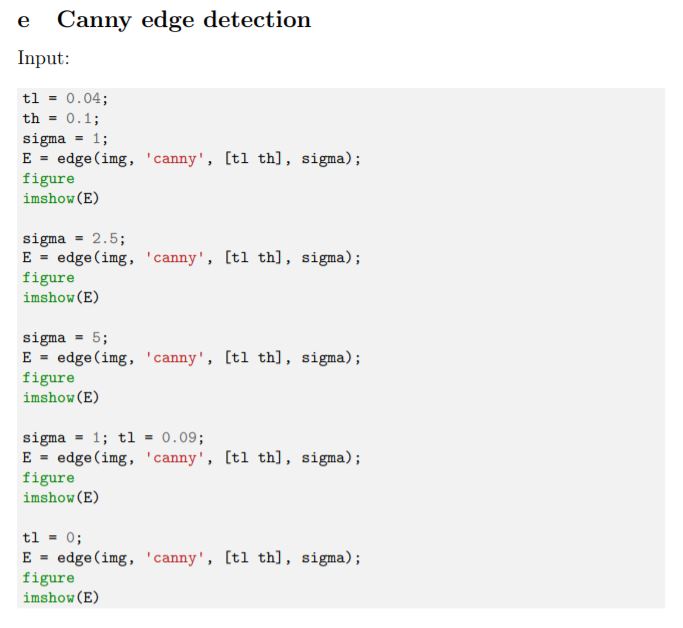 e Canny edge detection
Input:
tl = 0.04;
th = 0.1;
sigma = 1;
E = edge(img, 'canny', [tl th], sigma);
figure
imshow(E)
sigma = 2.5;
E = edge(img, 'canny', [tl th], sigma);
figure
imshow(E)
sigma = 5;
E = edge(img, 'canny', [tl th], sigma);
figure
imshow(E)
sigma = 1; tl = 0.09;
E = edge(img, 'canny', [tl th], sigma);
figure
imshow(E)
tl = 0;
E = edge(img, 'canny', [tl th], sigma);
figure
imshow(E)